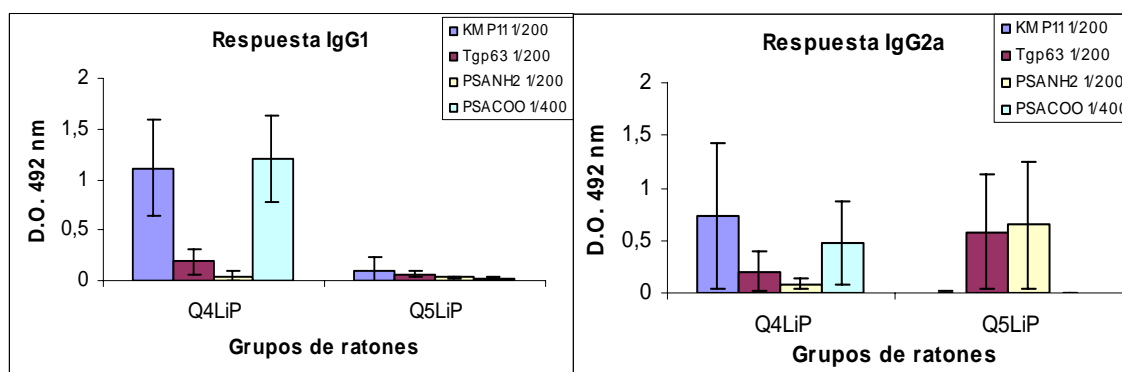 Respuesta IgG1
KMP11 1/200
Tgp63 1/200
PSANH2 1/200
PSACOO 1/400
D.O. 492 nm
2
1,5
1
0,5
0
Q4LiP
Q5LiP
Grupos de ratones
Respuesta IgG2a
KMP11 1/200
Tgp63 1/200
PSANH2 1/200
PSACOO 1/400
D.O. 492 nm
2
1,5
1
0,5
0
Q4LiP
Q5LiP
Grupos de ratones